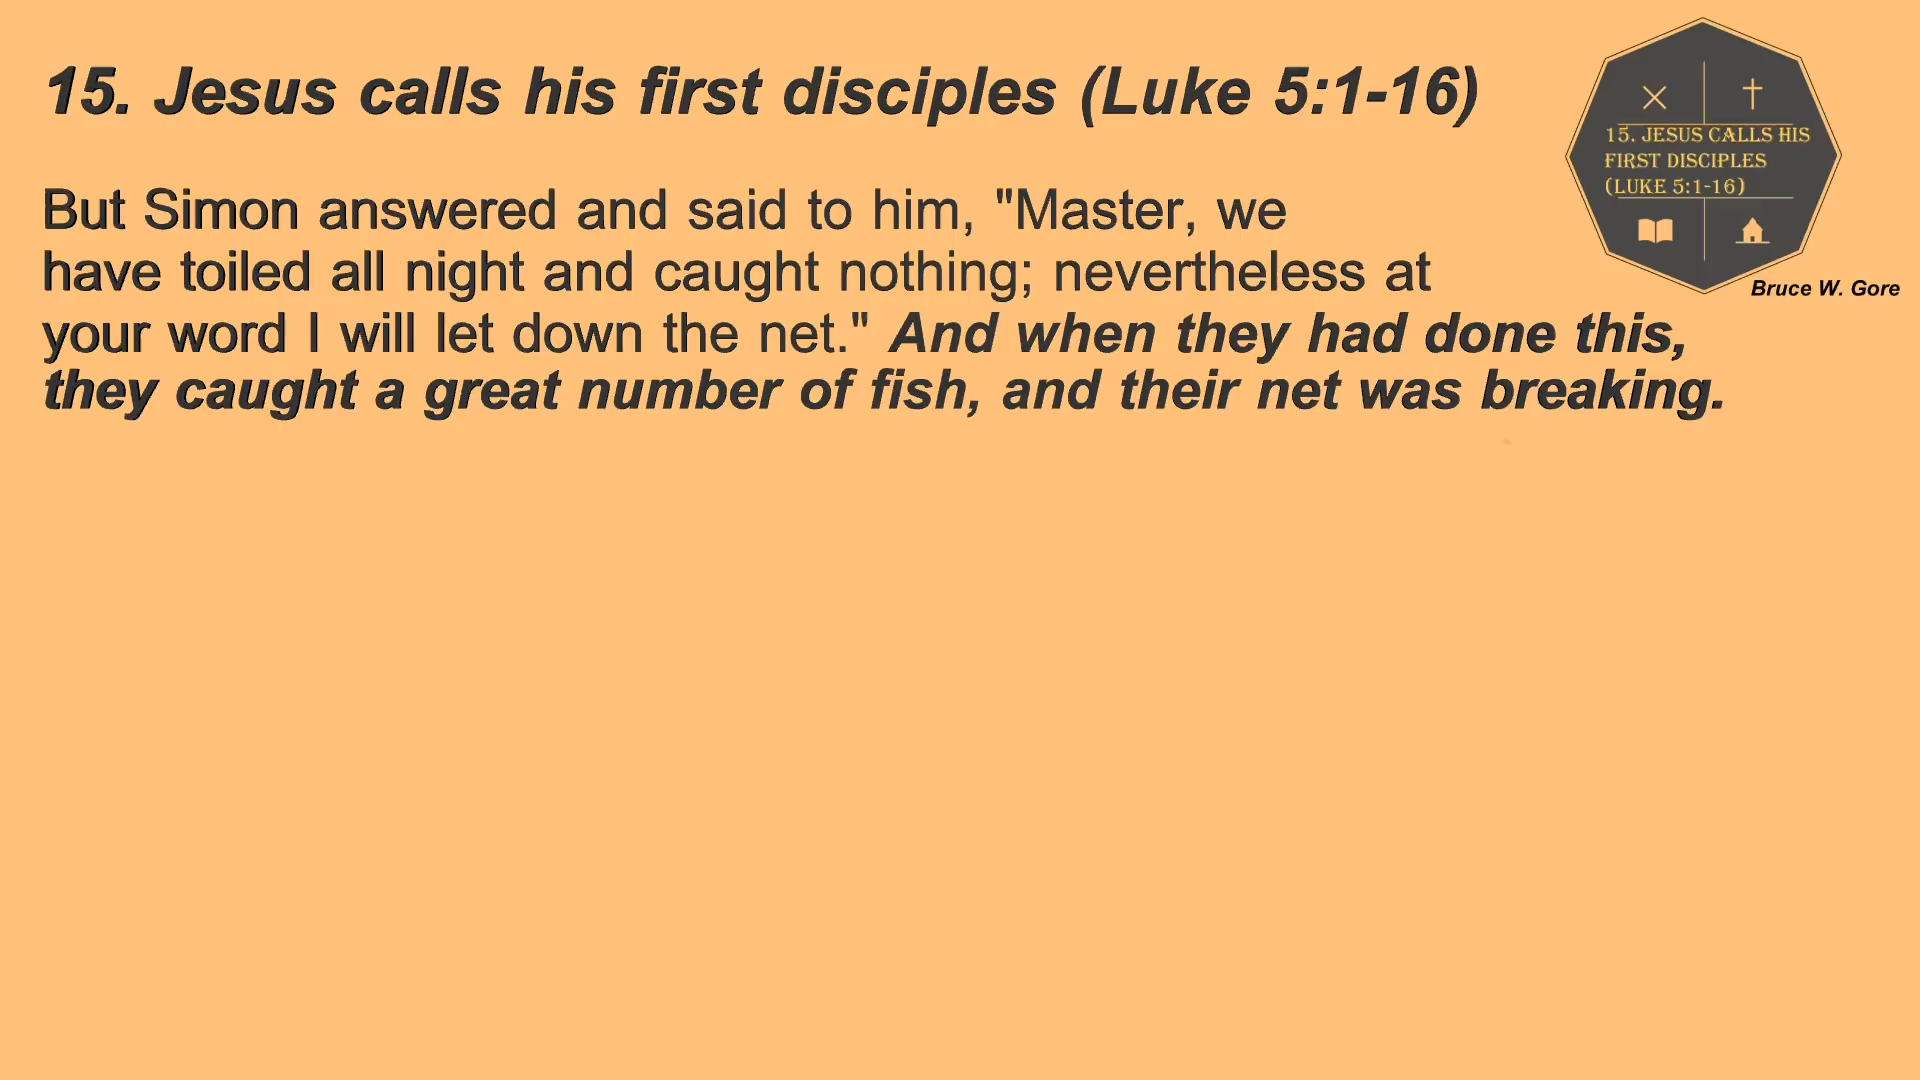 15. Jesus calls his first disciples (Luke 5:1-16)
15. JESUS CALLS HIS
FIRST DISCIPLES
(LUKE 5:1-16)
Bruce W. Gore
But Simon answered and said to him, "Master, we
have toiled all night and caught nothing; nevertheless at
your word I will let down the net." And when they had done this,
they caught a great number of fish, and their net was breaking.